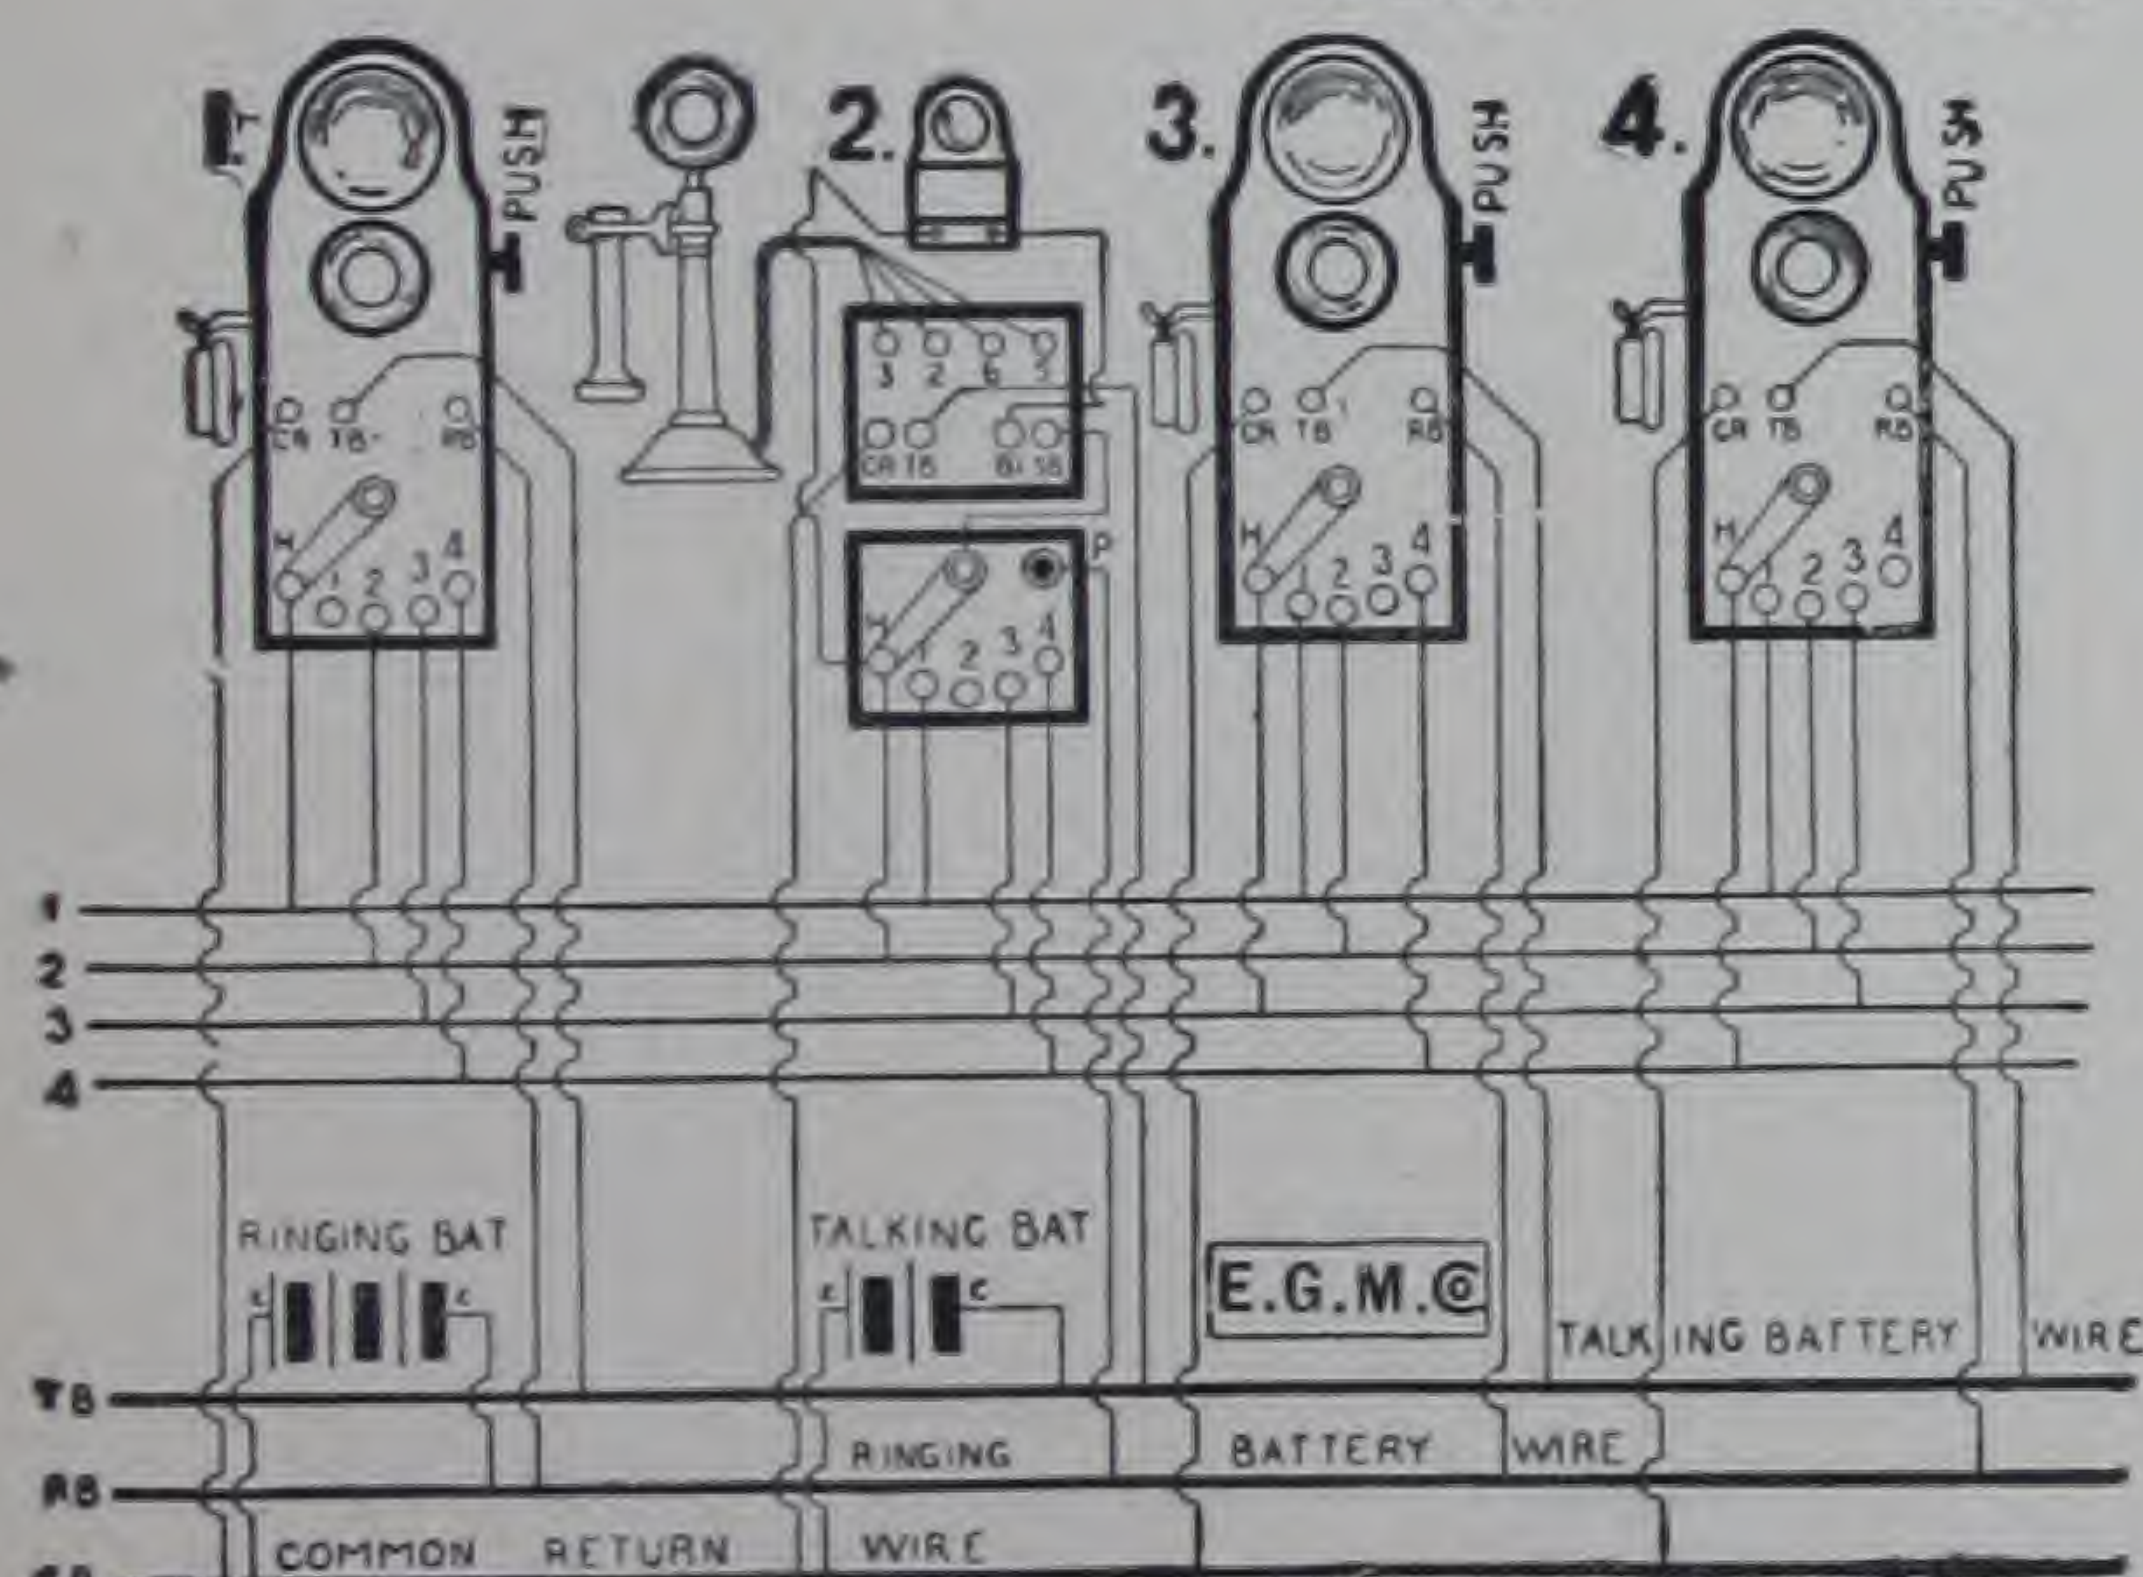 1.
2.
3.
4.
PUSH
PUSH
PUSH
3 2 6 5
CR TB RB
CR TB
SB
CR TB RB
CR TB RB
H 1 2 3 4
P
H 1 2 3 4
H 1 2 3 4
H 1 2 3 4
1
2
3
4
RINGING BAT
TALKING BAT
C
C
E.G.M.Co
TALKING BATTERY WIRE
TB
RINGING BATTERY WIRE
RB
COMMON RETURN WIRE